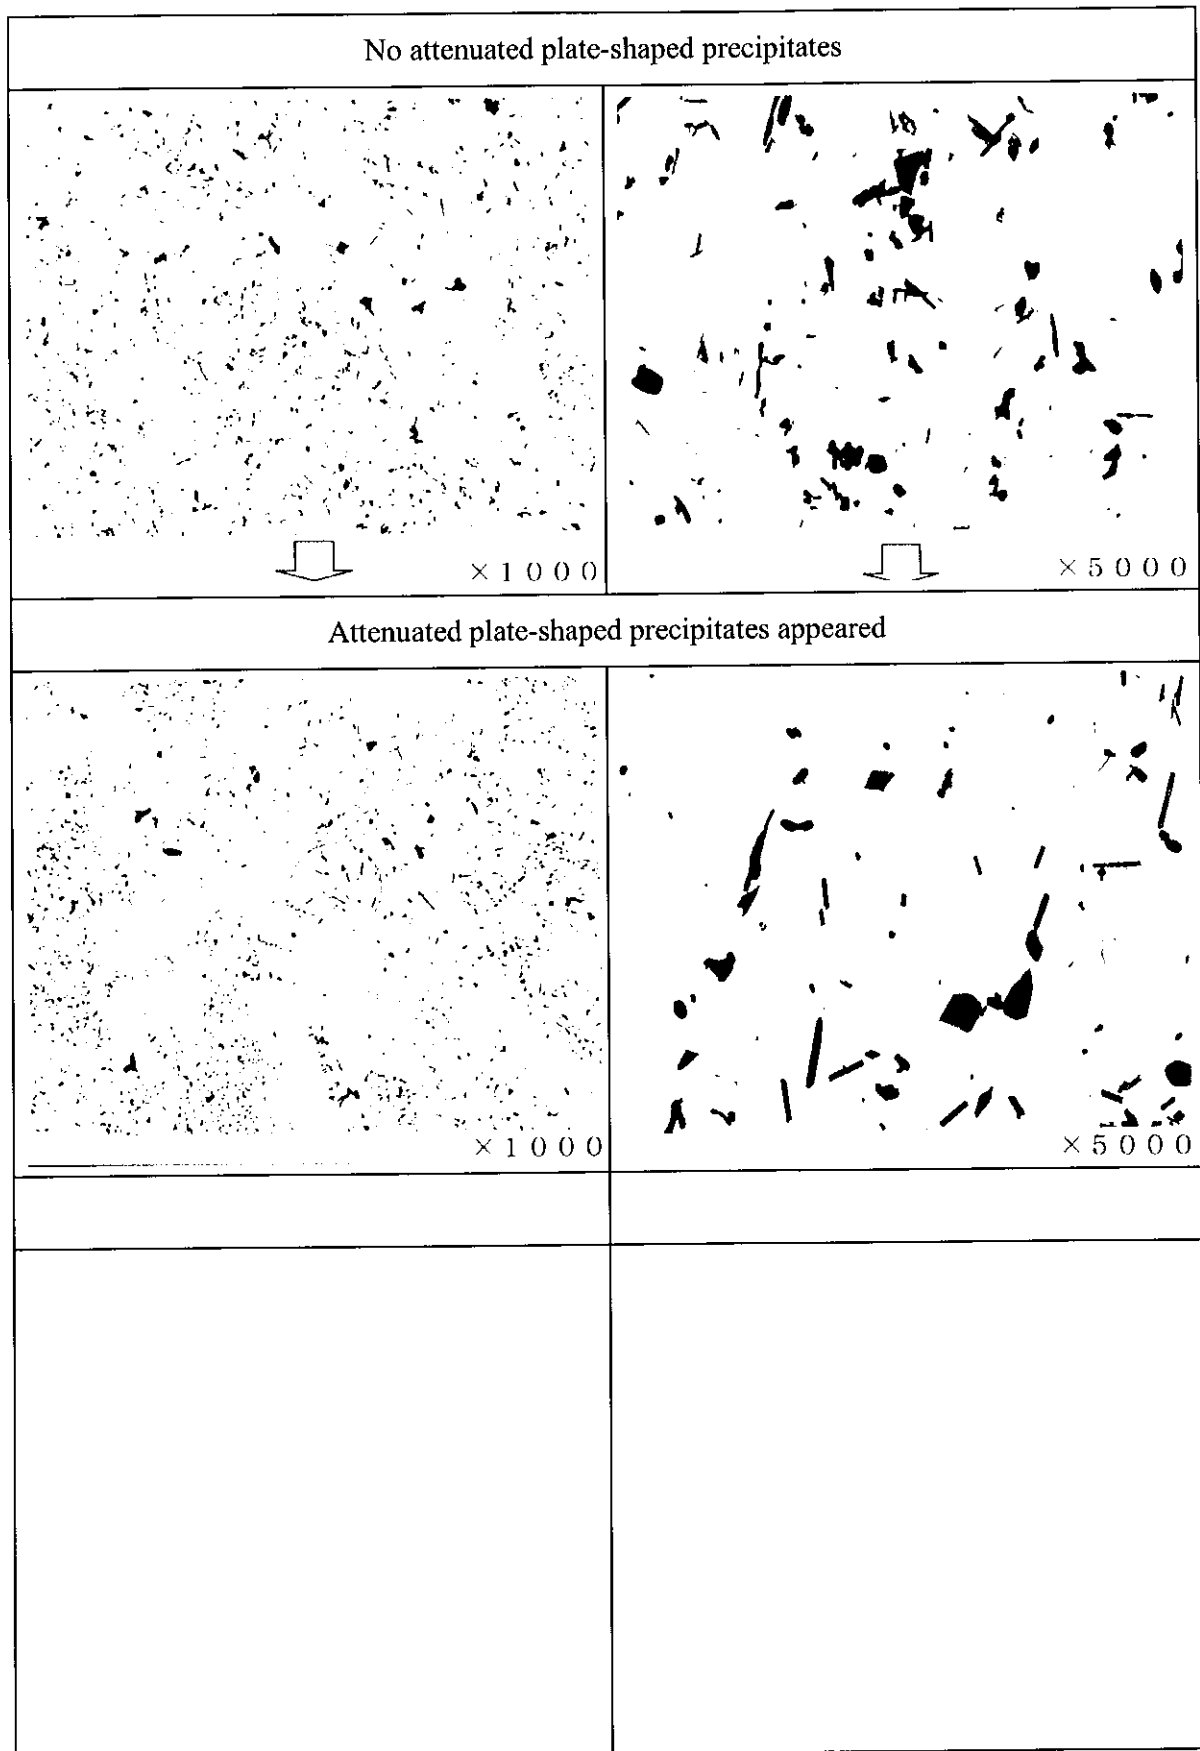 No attenuated plate-shaped precipitates
×1000
×5000
Attenuated plate-shaped precipitates appeared
×1000
×5000